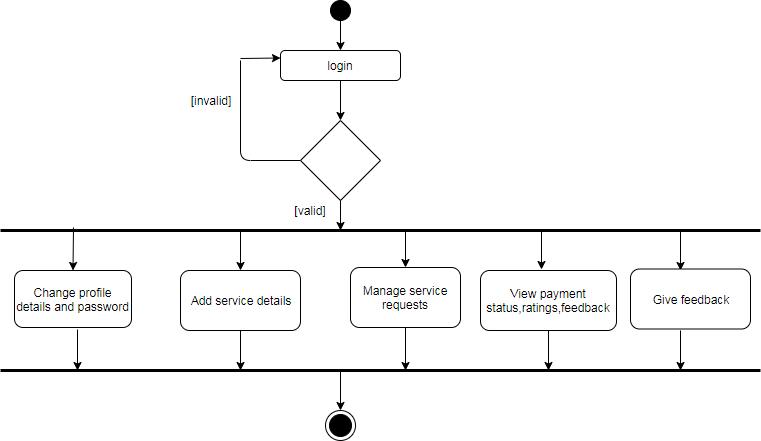 login
[invalid]
[valid]
Change profile
details and password
Add service details
Manage service
requests
View payment
status,ratings,feedback
Give feedback